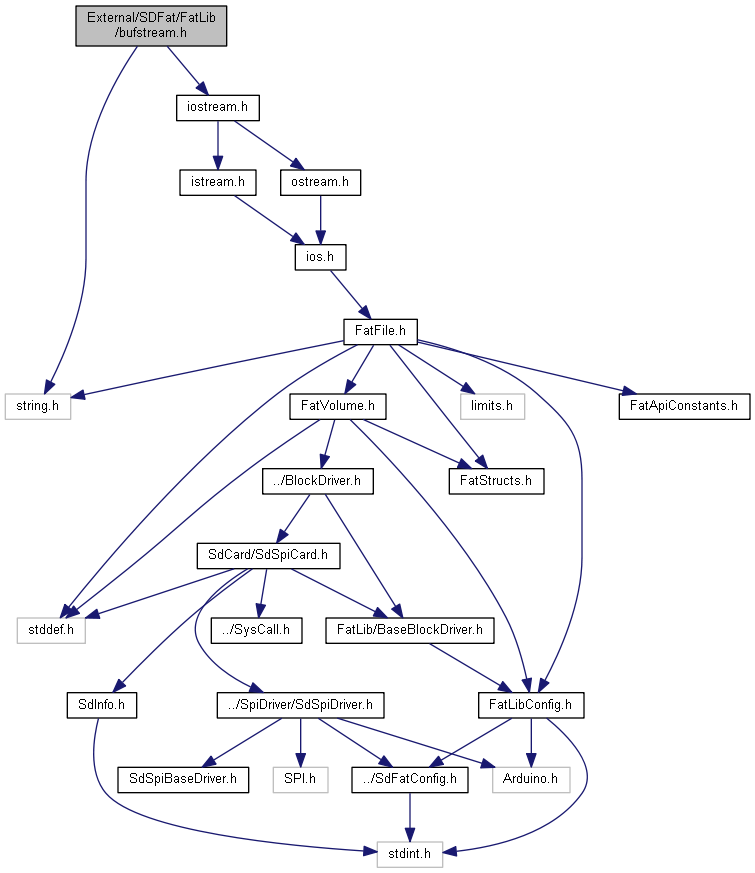 External/SDFat/FatLib
/bufstream.h
iostream.h
istream.h
ostream.h
ios.h
FatFile.h
string.h
FatVolume.h
limits.h
FatApiConstants.h
../BlockDriver.h
FatStructs.h
SdCard/SdSpiCard.h
stddef.h
../SysCall.h
FatLib/BaseBlockDriver.h
SdInfo.h
../SpiDriver/SdSpiDriver.h
FatLibConfig.h
SdSpiBaseDriver.h
SPI.h
../SdFatConfig.h
Arduino.h
stdint.h